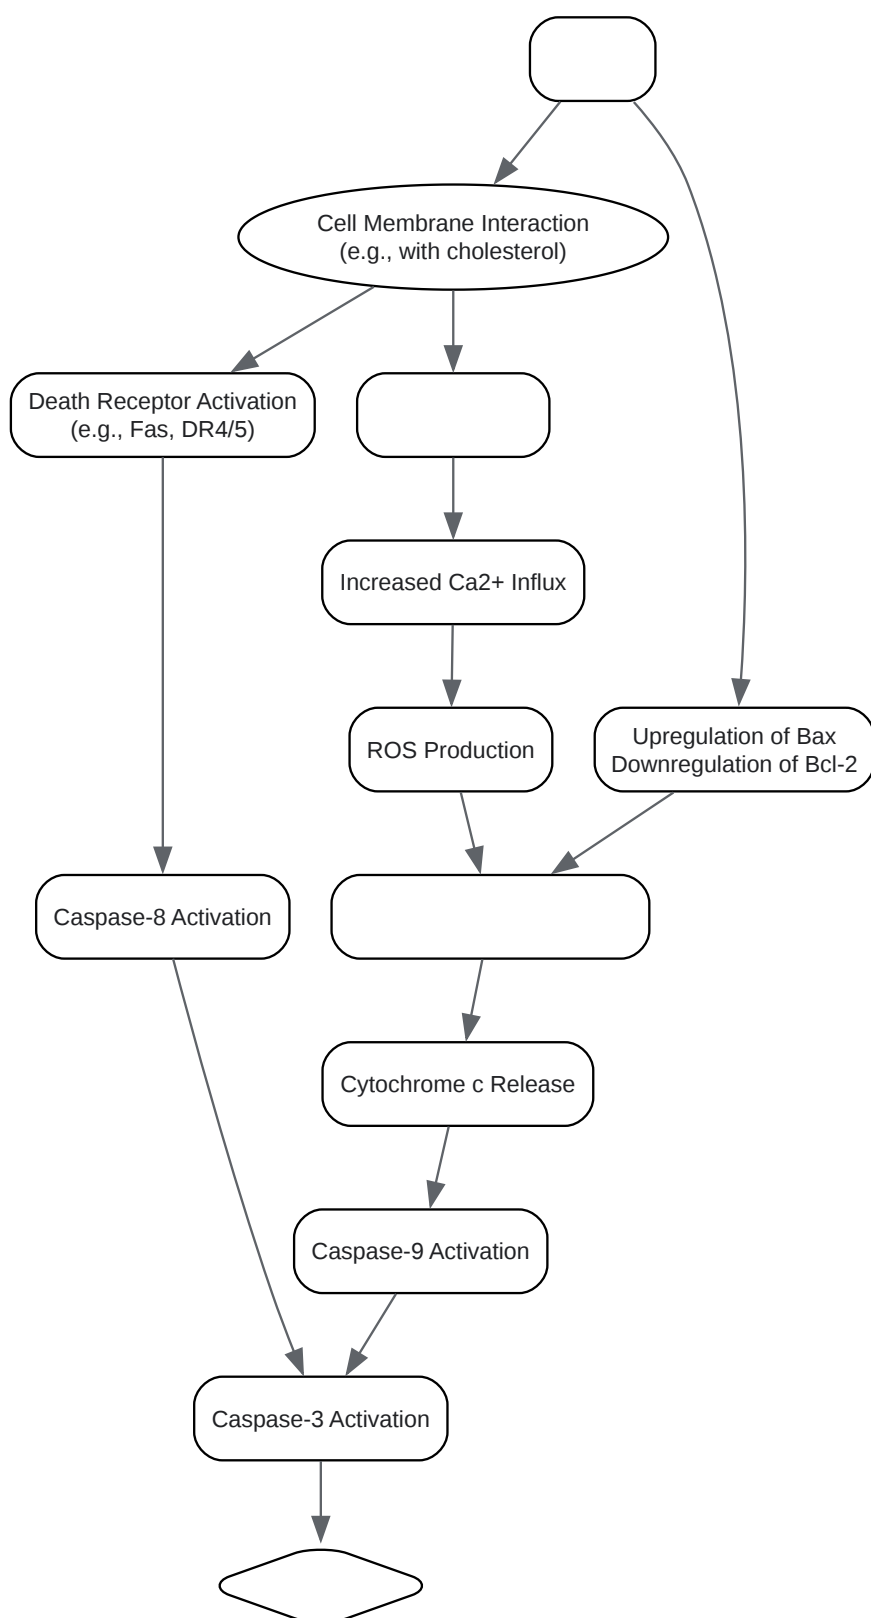 Cell Membrane Interaction
(e.g., with cholesterol)
Death Receptor Activation
(e.g., Fas, DR4/5)
Increased Ca2+ Influx
ROS Production
Upregulation of Bax
Downregulation of Bcl-2
Caspase-8 Activation
Cytochrome c Release
Caspase-9 Activation
Caspase-3 Activation